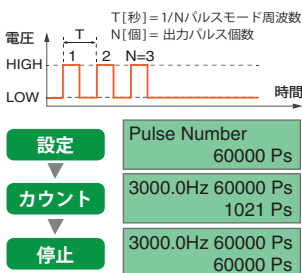 T[秒]=1/Nパルスモード周波数
N[個]=出力パルス個数
電圧
T
HIGH
1 2 N=3
LOW
時間
設定
Pulse Number
60000 Ps
カウント
3000.0Hz 60000 Ps
1021 Ps
停止
3000.0Hz 60000 Ps
60000 Ps